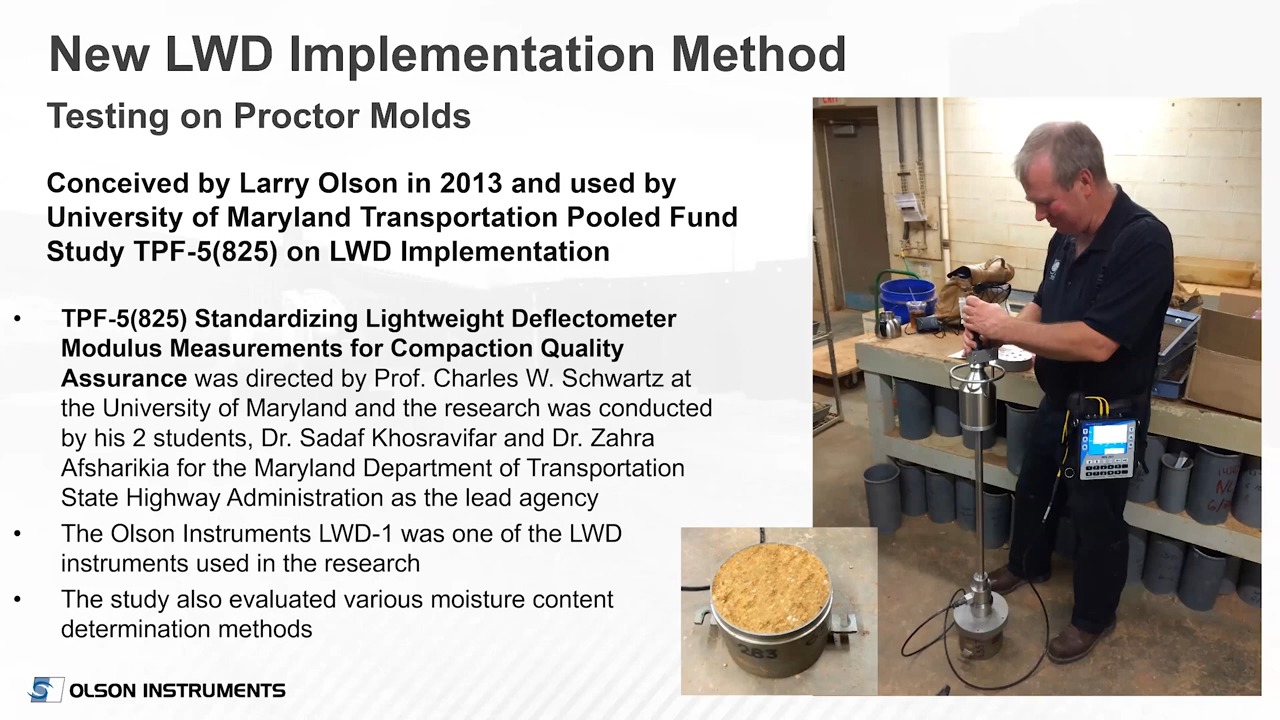 New LWD Implementation Method
Testing on Proctor Molds
Conceived by Larry Olson in 2013 and used by
University of Maryland Transportation Pooled Fund
Study TPF-5(825) on LWD Implementation
• TPF-5(825) Standardizing Lightweight Deflectometer
Modulus Measurements for Compaction Quality
Assurance was directed by Prof. Charles W. Schwartz at
the University of Maryland and the research was conducted
by his 2 students, Dr. Sadaf Khosravifar and Dr. Zahra
Afsharikia for the Maryland Department of Transportation
State Highway Administration as the lead agency
• The Olson Instruments LWD-1 was one of the LWD
instruments used in the research
• The study also evaluated various moisture content
determination methods
OLSON INSTRUMENTS
EXIT
283